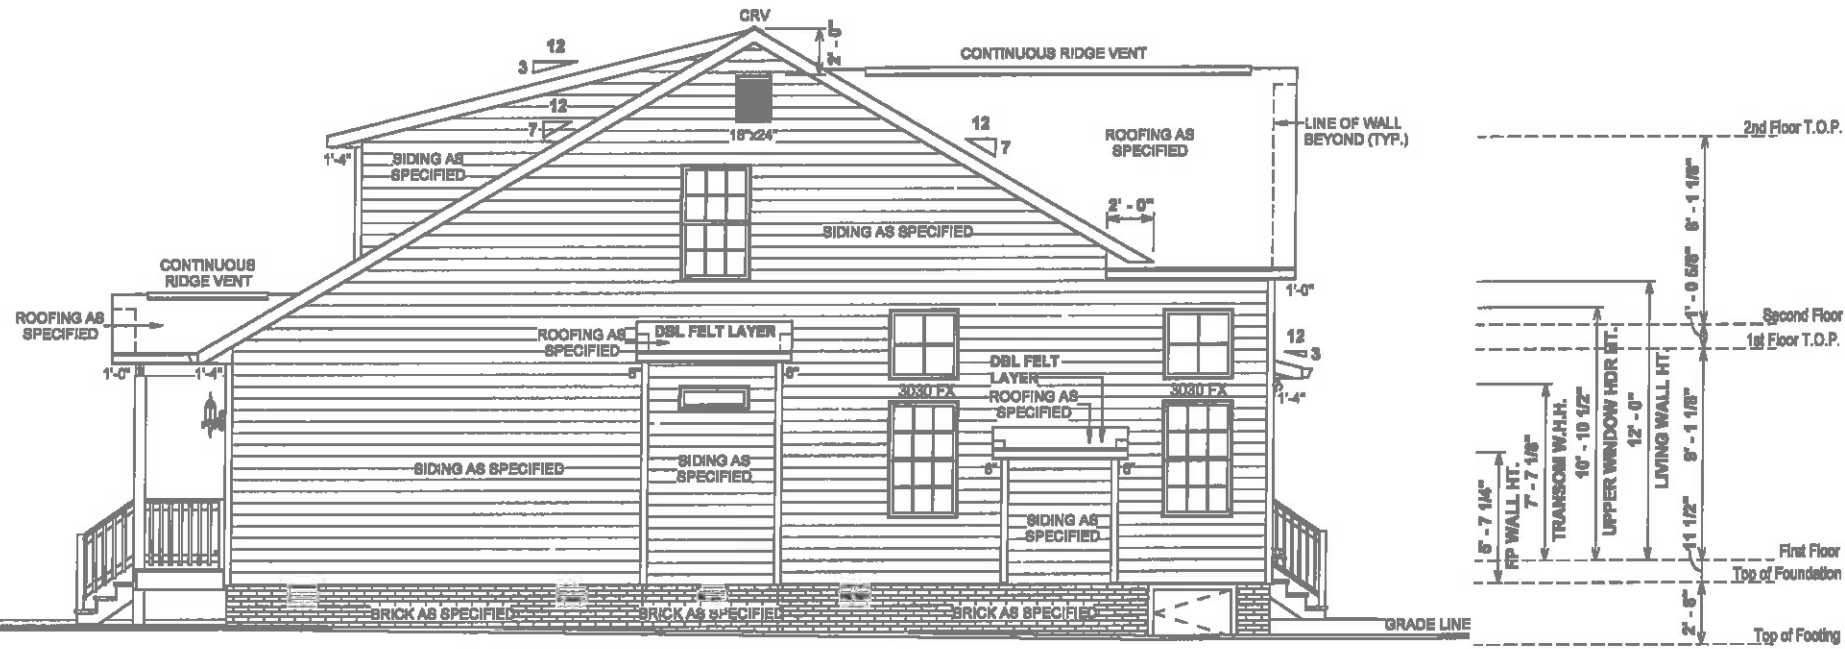 CRV
2' - 0"
12
3
CONTINUOUS RIDGE VENT
12
7
18"x24"
12
7
ROOFING AS
SPECIFIED
LINE OF WALL
BEYOND (TYP.)
2nd Floor T.O.P.
1'-4"
SIDING AS
SPECIFIED
2' - 0"
SIDING AS SPECIFIED
8' - 1 1/8"
CONTINUOUS
RIDGE VENT
1'-0"
1' - 0 5/8"
ROOFING AS
SPECIFIED
ROOFING AS
SPECIFIED
DBL FELT LAYER
Second Floor
12
3
1st Floor T.O.P.
1'-0"
1'-4"
6"
6"
DBL FELT
LAYER
ROOFING AS
SPECIFIED
3030 FX
3030 FX
1'-4"
SIDING AS SPECIFIED
SIDING AS
SPECIFIED
6"
6"
SIDING AS
SPECIFIED
RP WALL HT.
7' - 7 1/8"
TRANSOM W.H.H.
10' - 10 1/2"
UPPER WINDOW HDR HT.
12' - 0"
LIVING WALL HT.
9' - 1 1/8"
11 1/2"
First Floor
Top of Foundation
BRICK AS SPECIFIED
BRICK AS SPECIFIED
BRICK AS SPECIFIED
GRADE LINE
Top of Footing